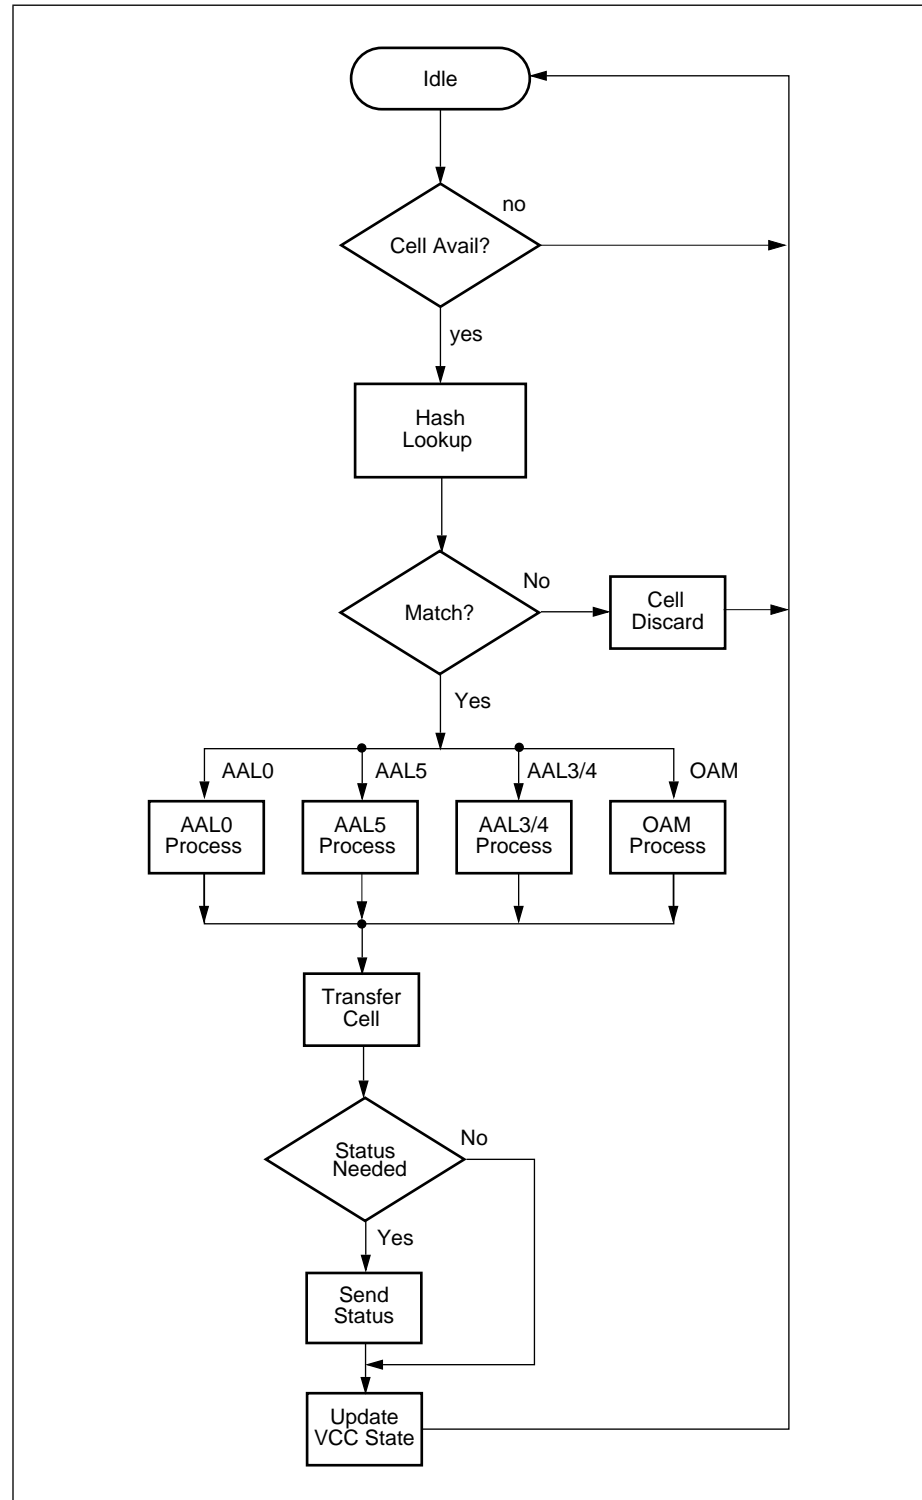 Idle
no
Cell Avail?
yes
Hash
Lookup
No
Match?
Cell
Discard
Yes
AAL0
AAL5
AAL3/4
OAM
AAL0
Process
AAL5
Process
AAL3/4
Process
OAM
Process
Transfer
Cell
No
Status
Needed
Yes
Send
Status
Update
VCC State